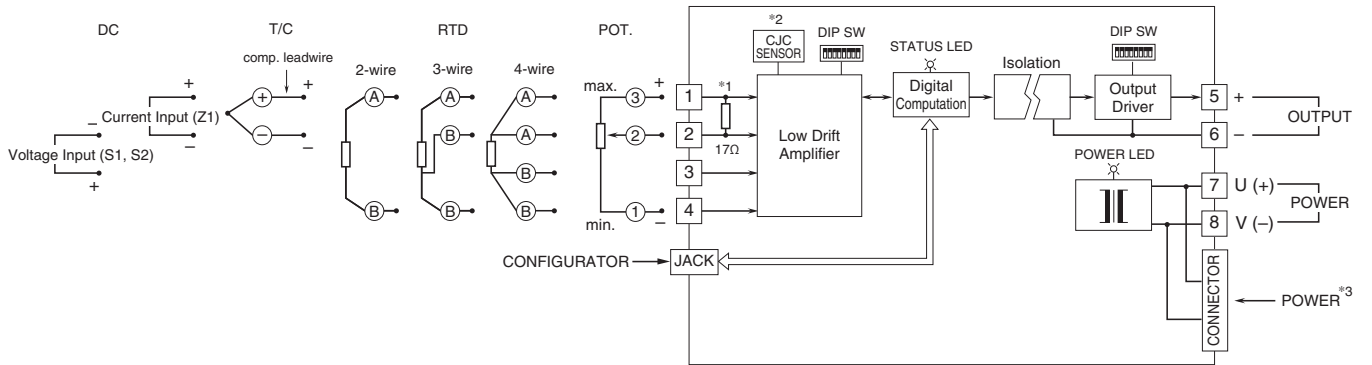 DC
T/C
RTD
POT.
*2
CJC
SENSOR
DIP SW
STATUS LED
Isolation
DIP SW
comp. leadwire
2-wire
3-wire
4-wire
max.
+
+
+
A
A
A
3
+
1
*1
Digital
Computation
Output
Driver
5
+
Current Input (Z1)
−
−
−
−
B
A
2
2
17Ω
Low Drift
Amplifier
6
−
OUTPUT
Voltage Input (S1, S2)
+
B
3
POWER LED
7
U (+)
B
B
B
1
−
4
8
V (–)
POWER
min.
CONFIGURATOR
JACK
CONNECTOR
POWER*3